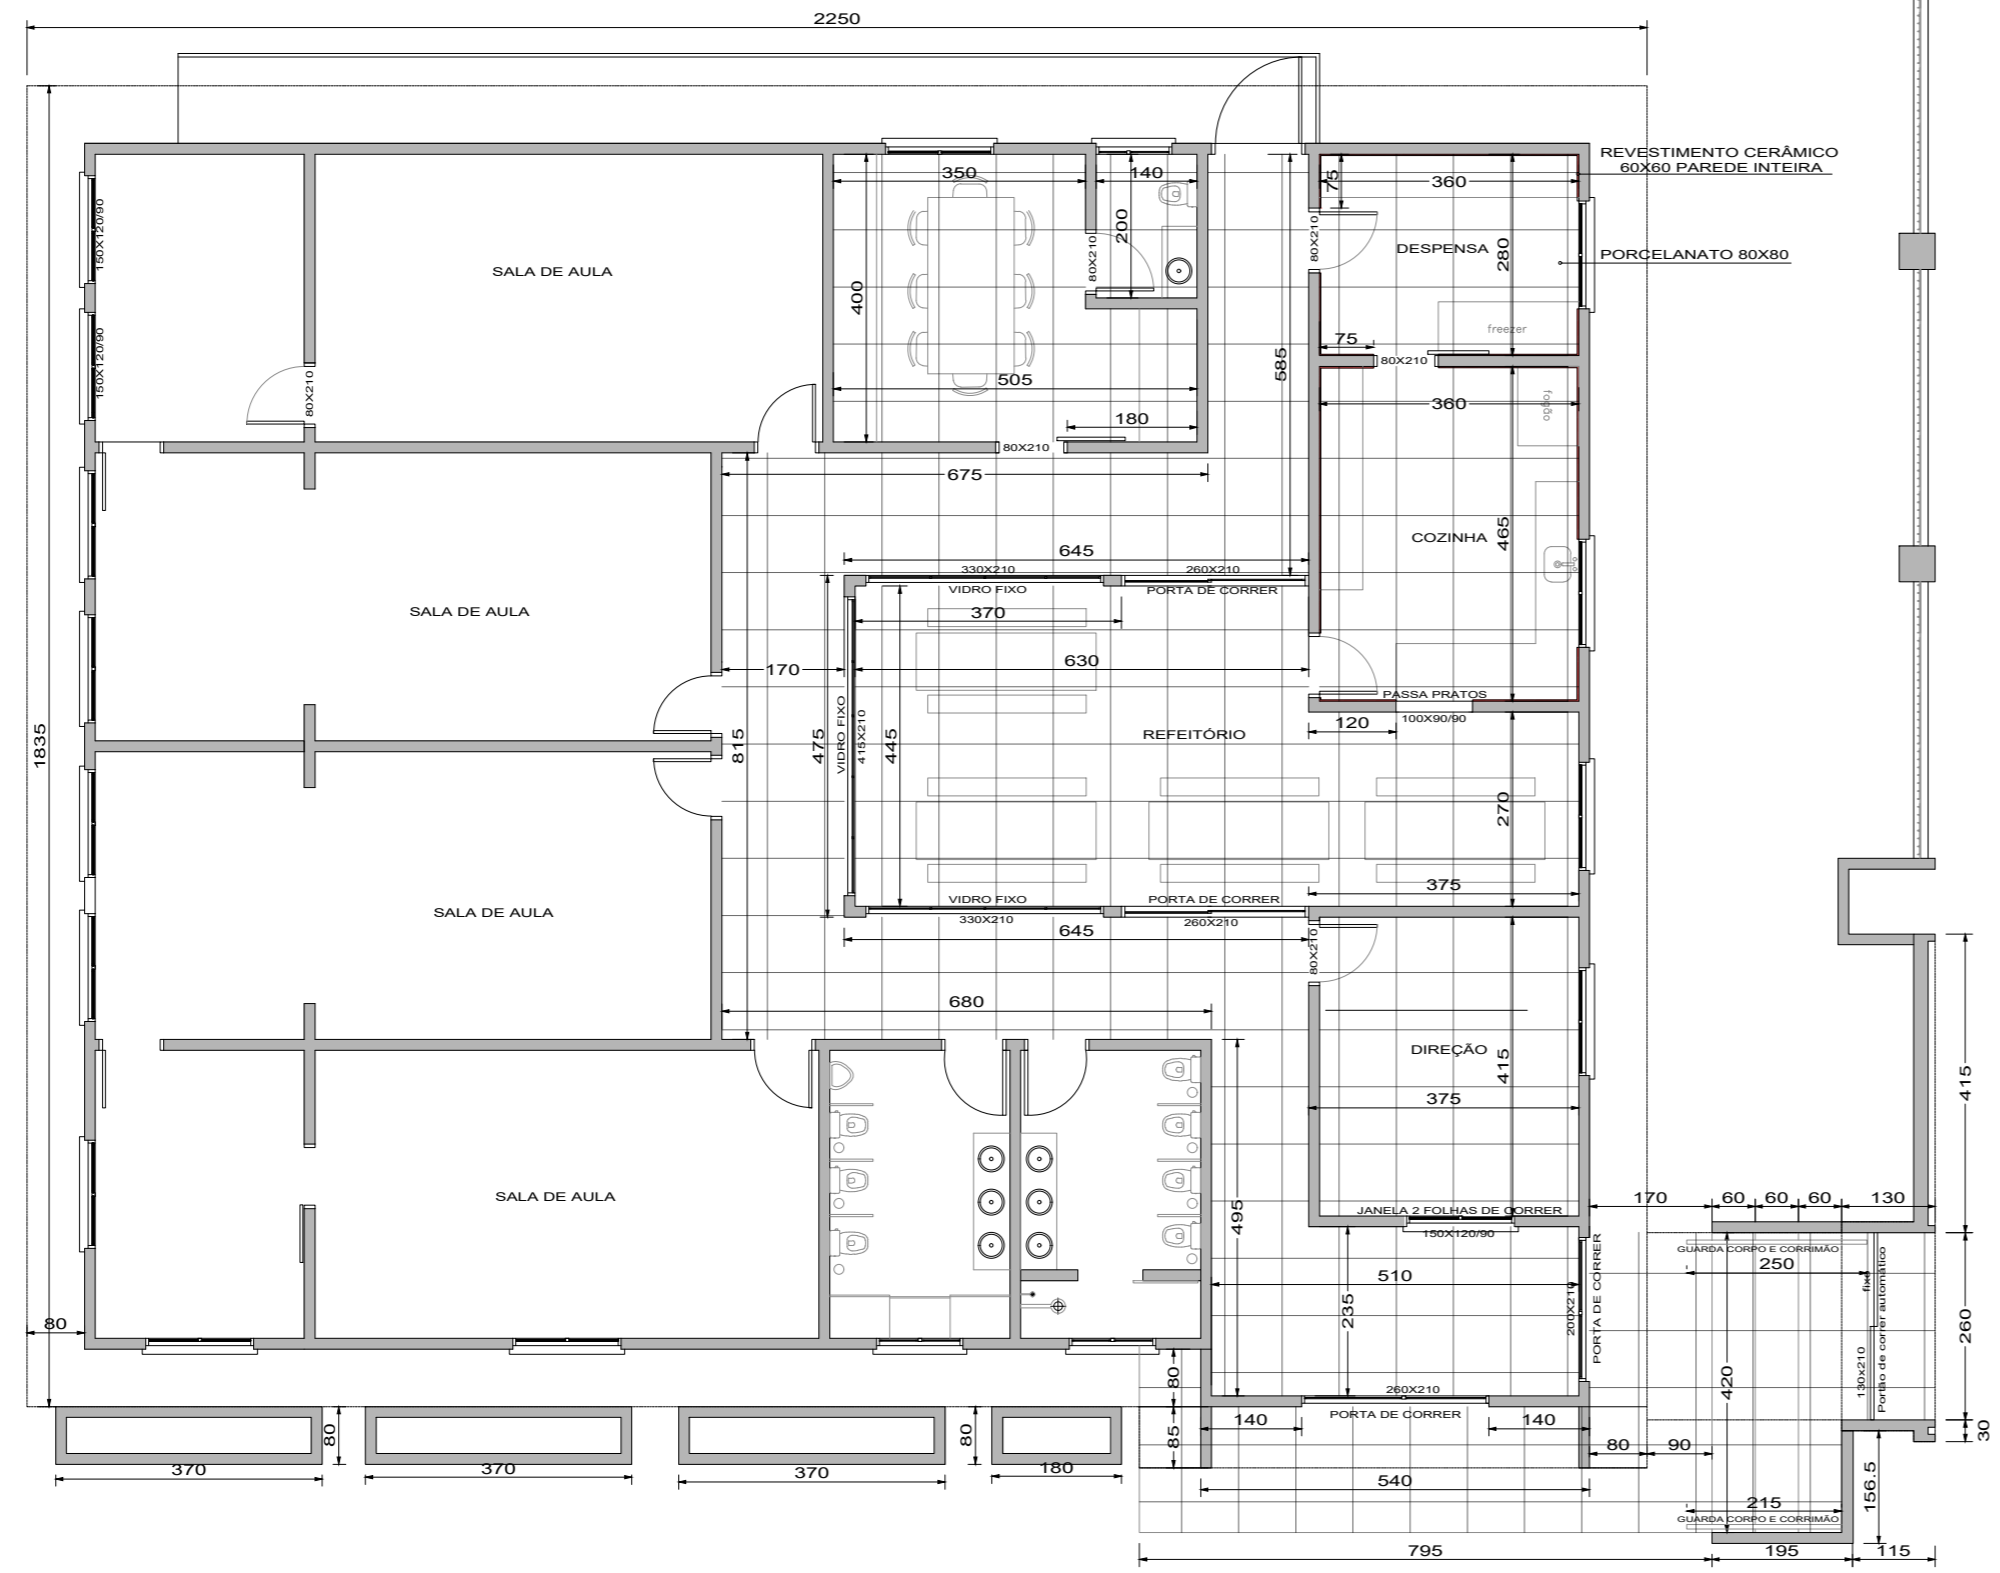 2250
REVESTIMENTO CERÂMICO
60X60 PAREDE INTEIRA
350
140
75
360
150X120/90
200
80X210
80X210
DESPENSA
280
PORCELANATO 80X80
SALA DE AULA
400
freezer
75
80X210
585
150X120/90
80X210
505
360
fogão
180
80X210
675
COZINHA
465
645
330X210
260X210
VIDRO FIXO
PORTA DE CORRER
370
SALA DE AULA
170
630
PASSA PRATOS
100X90/90
120
REFEITÓRIO
1835
815
475
VIDRO FIXO
415X210
445
270
375
VIDRO FIXO
PORTA DE CORRER
330X210
260X210
645
SALA DE AULA
80X210
680
DIREÇÃO
415
375
415
SALA DE AULA
495
JANELA 2 FOLHAS DE CORRER
150X120/90
170
60
60
60
130
GUARDA CORPO E CORRIMÃO
250
fixo
Portão de correr automático
130x210
260
510
235
200X210
PORTA DE CORRER
420
80
80
260X210
PORTA DE CORRER
140
140
85
80
80
80
90
30
370
370
370
180
540
156.5
215
GUARDA CORPO E CORRIMÃO
795
195
115